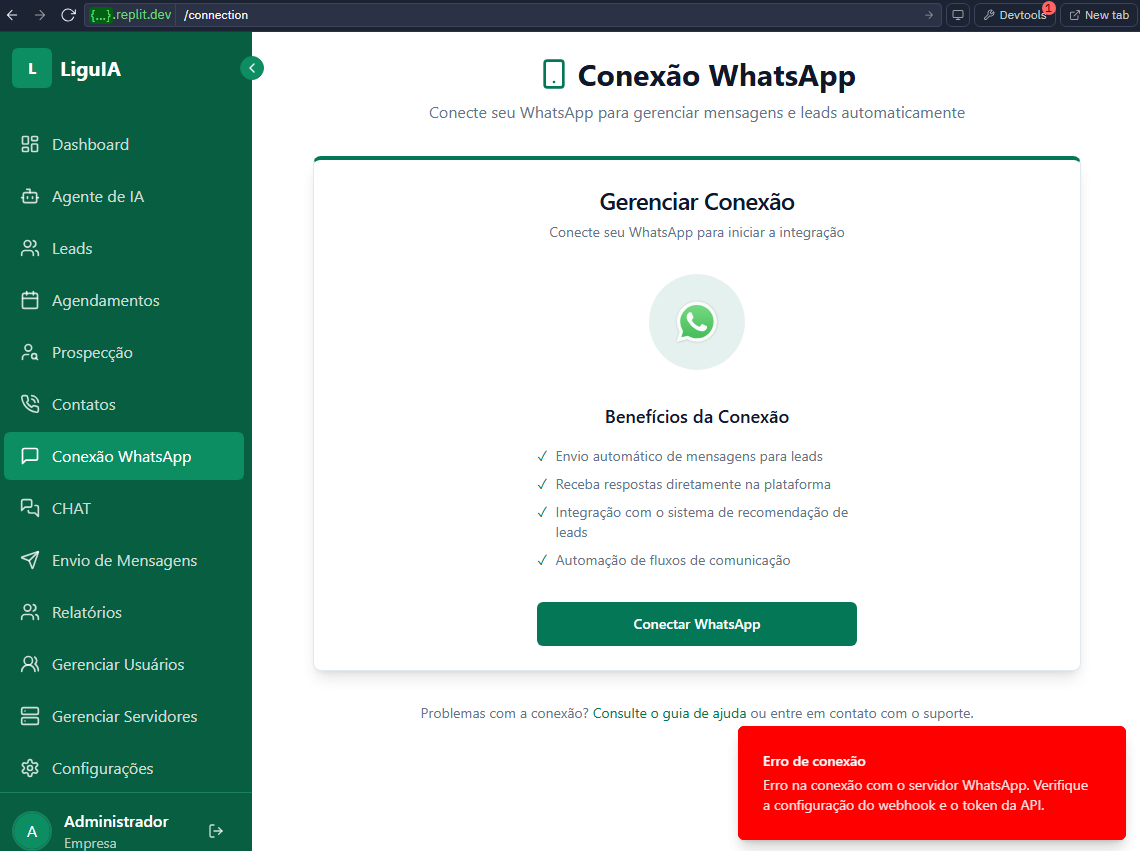 {...}.replit.dev /connection
Devtools
1
New tab
L
LiguIA
Dashboard
Agente de IA
Leads
Agendamentos
Prospecção
Contatos
Conexão WhatsApp
CHAT
Envio de Mensagens
Relatórios
Gerenciar Usuários
Gerenciar Servidores
Configurações
A
Administrador
Empresa
Conexão WhatsApp
Conecte seu WhatsApp para gerenciar mensagens e leads automaticamente
Gerenciar Conexão
Conecte seu WhatsApp para iniciar a integração
Benefícios da Conexão
✓ Envio automático de mensagens para leads
✓ Receba respostas diretamente na plataforma
✓ Integração com o sistema de recomendação de
leads
✓ Automação de fluxos de comunicação
Conectar WhatsApp
Problemas com a conexão? Consulte o guia de ajuda ou entre em contato com o suporte.
Erro de conexão
Erro na conexão com o servidor WhatsApp. Verifique
a configuração do webhook e o token da API.